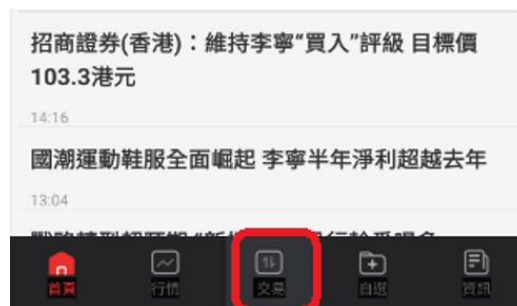 招商證券(香港)：維持李寧“買入”評級 目標價
103.3港元
14:16
國潮運動鞋服全面崛起 李寧半年淨利超越去年
13:04
首頁
行情
交易
自選
資訊